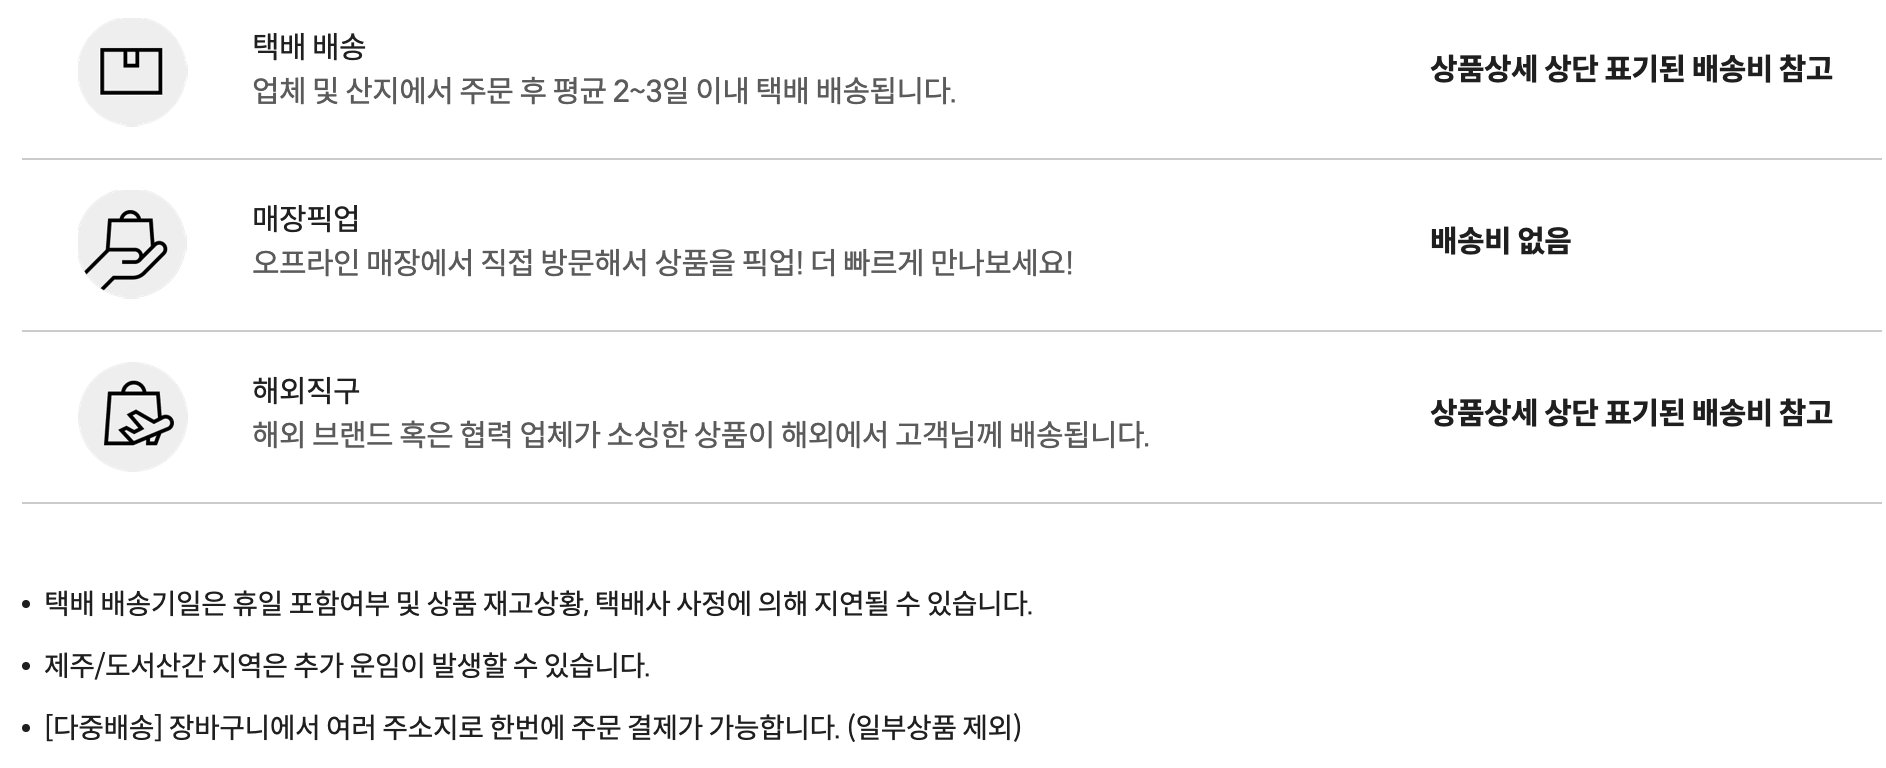 택배 배송
업체 및 산지에서 주문 후 평균 2~3일 이내 택배 배송됩니다.
상품상세 상단 표기된 배송비 참고
매장픽업
오프라인 매장에서 직접 방문해서 상품을 픽업! 더 빠르게 만나보세요!
배송비 없음
해외직구
해외 브랜드 혹은 협력 업체가 소싱한 상품이 해외에서 고객님께 배송됩니다.
상품상세 상단 표기된 배송비 참고
• 택배 배송기일은 휴일 포함여부 및 상품 재고상황, 택배사 사정에 의해 지연될 수 있습니다.
• 제주/도서산간 지역은 추가 운임이 발생할 수 있습니다.
• [다중배송] 장바구니에서 여러 주소지로 한번에 주문 결제가 가능합니다. (일부상품 제외)